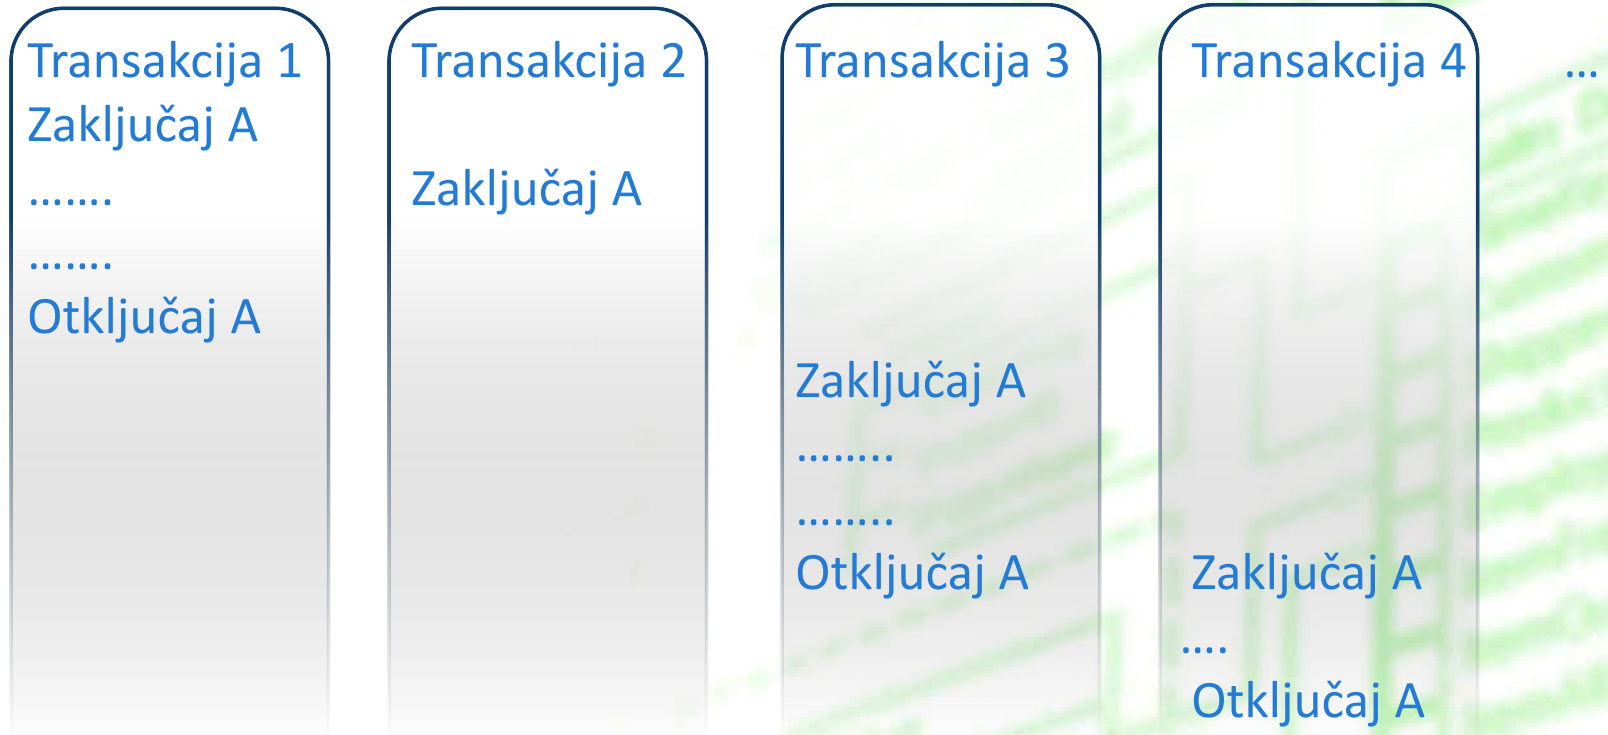 Transakcija 1
Zaključaj A
.......
.......
Otključaj A
Transakcija 2
Zaključaj A
Transakcija 3
Zaključaj A
........
........
Otključaj A
Transakcija 4
Zaključaj A
....
Otključaj A
...